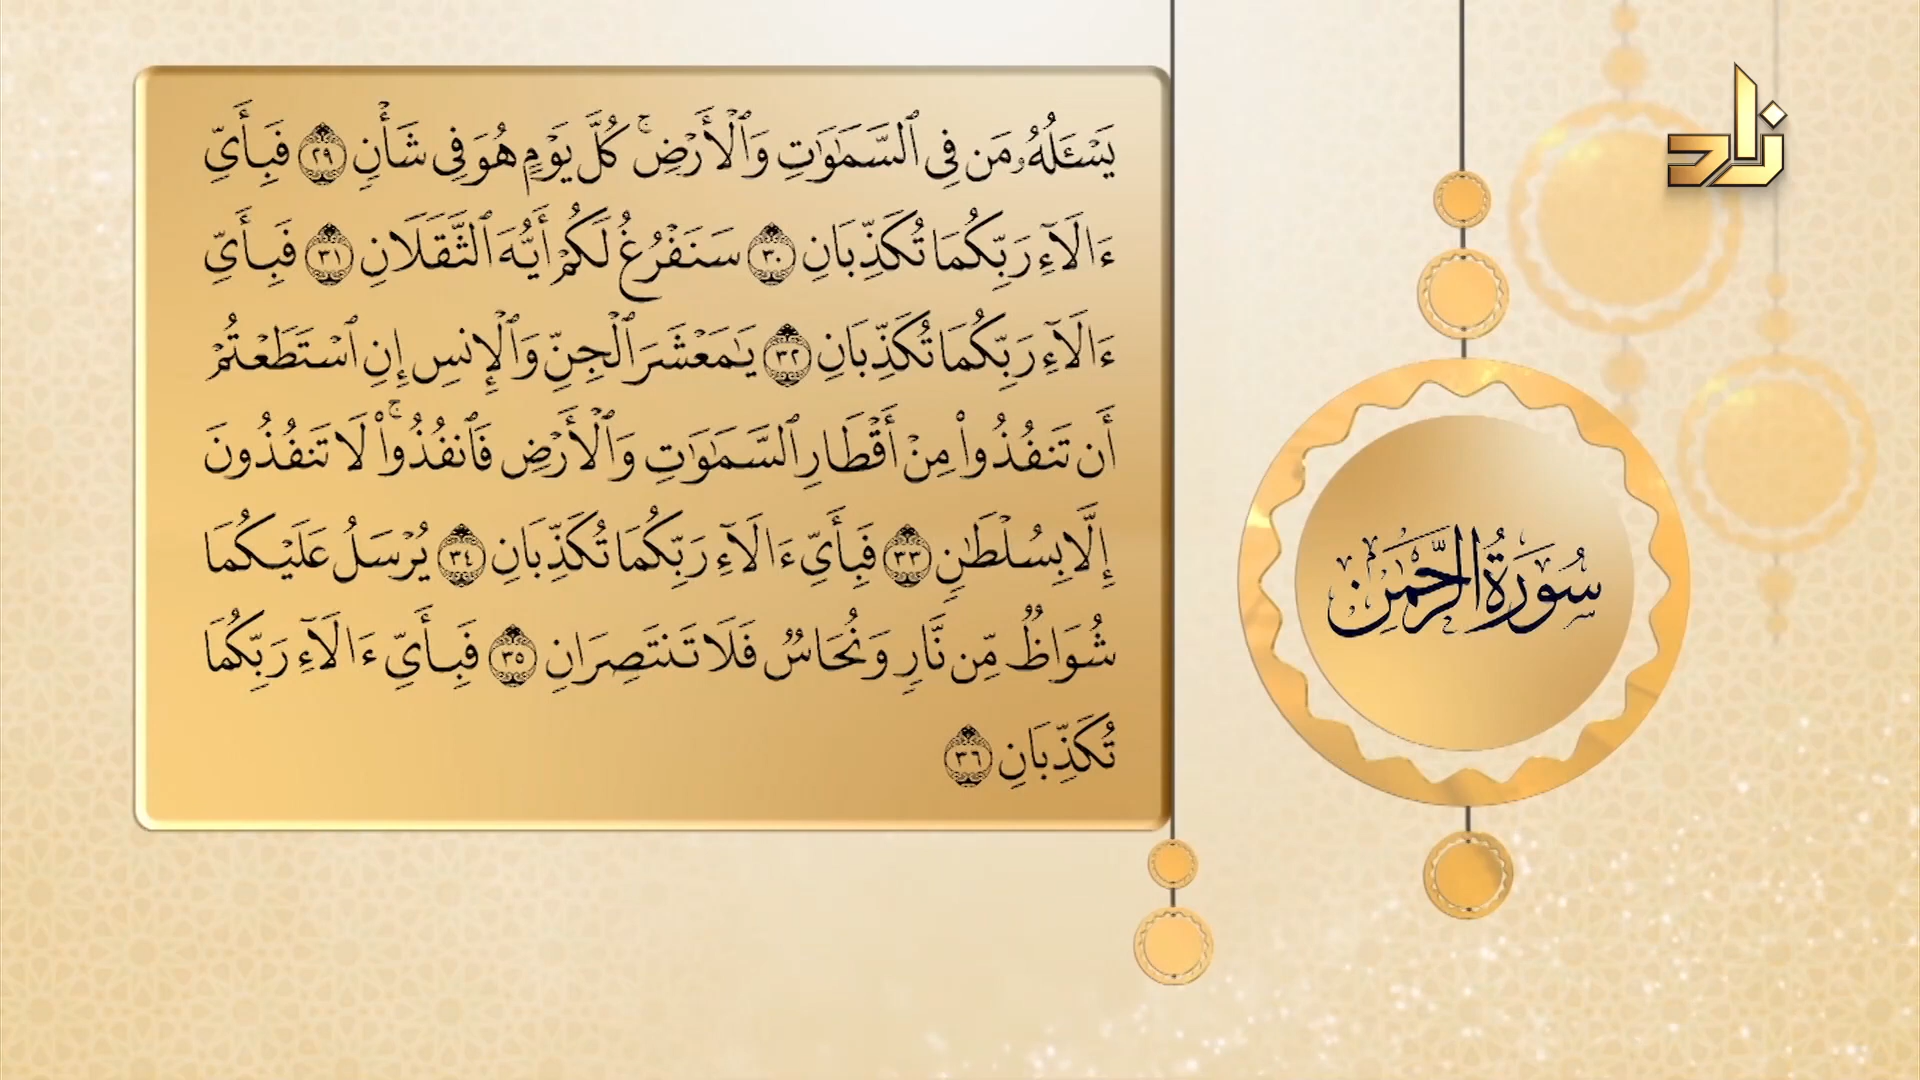 يَسْـَٔلُهُۥ مَن فِى ٱلسَّمَـٰوَٰتِ وَٱلْأَرْضِ ۚ كُلَّ يَوْمٍ هُوَ فِى شَأْنٍ ٢٩ فَبِأَىِّ
ءَالَآءِ رَبِّكُمَا تُكَذِّبَانِ ٣٠ سَنَفْرُغُ لَكُمْ أَيُّهَ ٱلثَّقَلَانِ ٣١ فَبِأَىِّ
ءَالَآءِ رَبِّكُمَا تُكَذِّبَانِ ٣٢ يَـٰمَعْشَرَ ٱلْجِنِّ وَٱلْإِنسِ إِنِ ٱسْتَطَعْتُمْ
أَن تَنفُذُوا۟ مِنْ أَقْطَارِ ٱلسَّمَـٰوَٰتِ وَٱلْأَرْضِ فَٱنفُذُوا۟ ۚ لَا تَنفُذُونَ
إِلَّا بِسُلْطَـٰنٍ ٣٣ فَبِأَىِّ ءَالَآءِ رَبِّكُمَا تُكَذِّبَانِ ٣٤ يُرْسَلُ عَلَيْكُمَا
شُوَاظٌ مِّن نَّارٍ وَنُحَاسٌ فَلَا تَنتَصِرَانِ ٣٥ فَبِأَىِّ ءَالَآءِ رَبِّكُمَا
تُكَذِّبَانِ ٣٦
سُورَةُ الرَّحْمَٰن
زاد